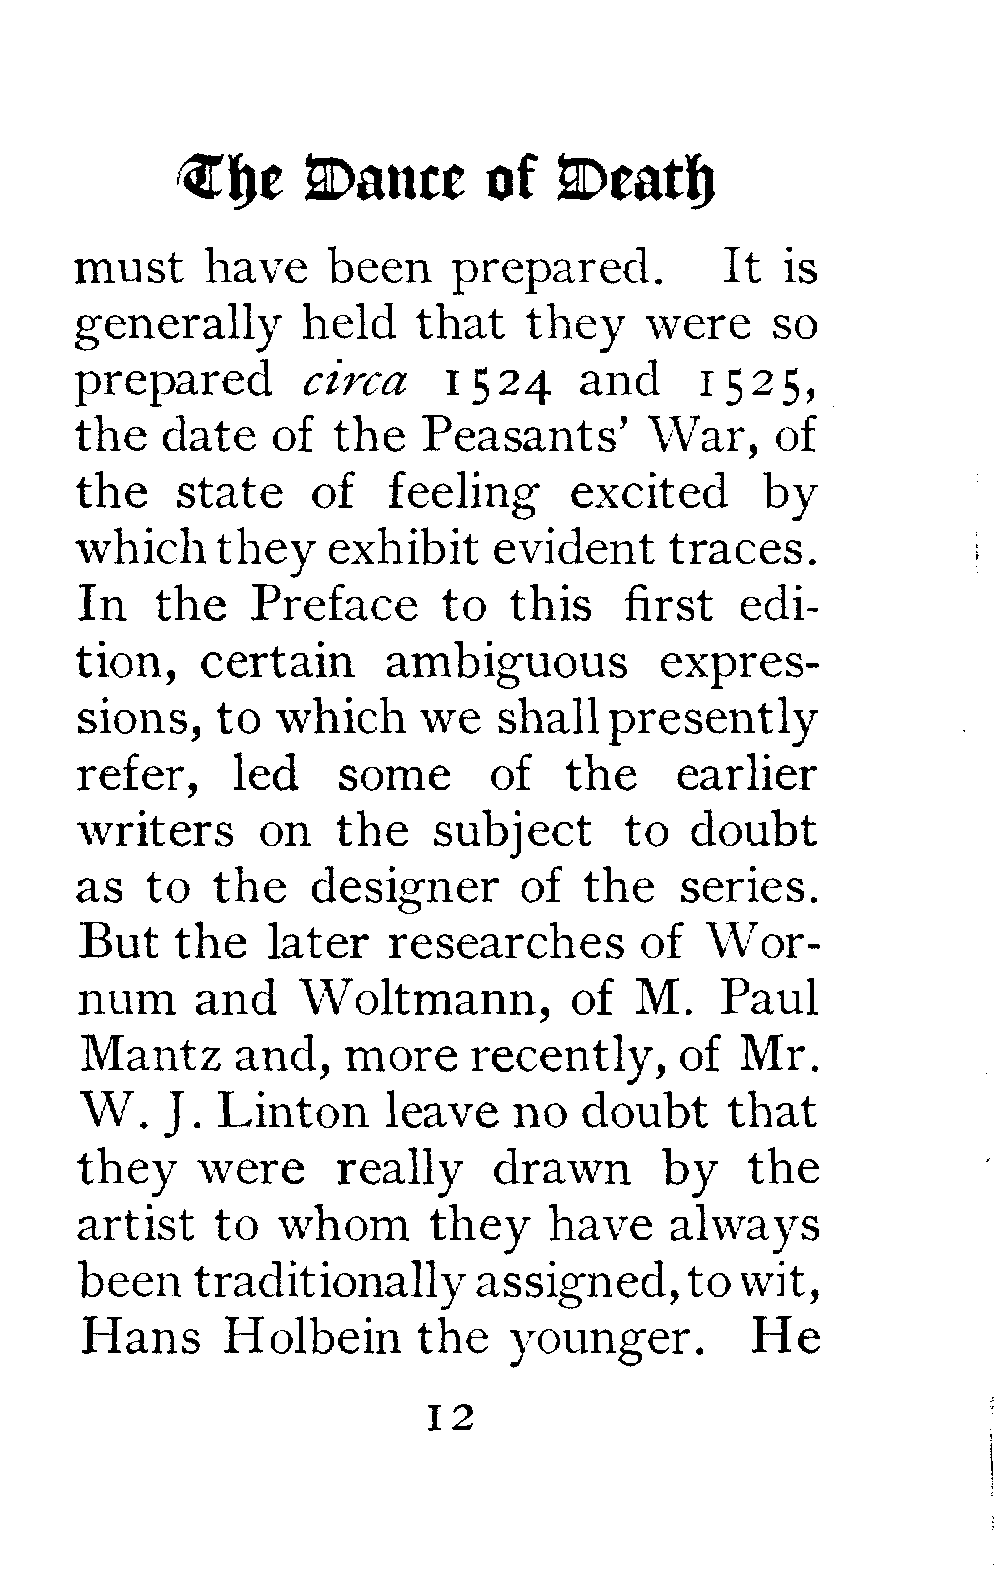 The Dance of Death
must have been prepared. It is
generally held that they were so
prepared circa 1524 and 1525,
the date of the Peasants' War, of
the state of feeling excited by
which they exhibit evident traces.
In the Preface to this first edi-
tion, certain ambiguous expres-
sions, to which we shall presently
refer, led some of the earlier
writers on the subject to doubt
as to the designer of the series.
But the later researches of Wor-
num and Woltmann, of M. Paul
Mantz and, more recently, of Mr.
W. J. Linton leave no doubt that
they were really drawn by the
artist to whom they have always
been traditionally assigned, to wit,
Hans Holbein the younger. He
12